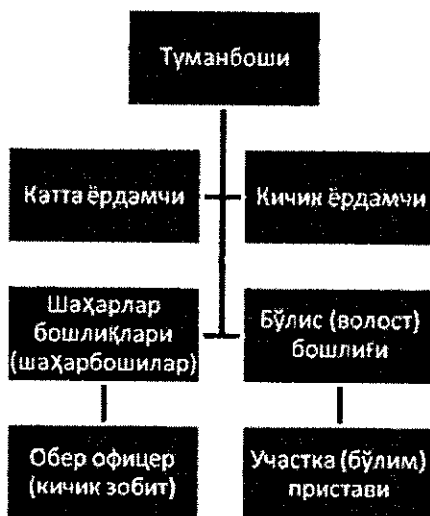 Туманбоши
Катта ёрдамчи
Кичик ёрдамчи
Шаҳарлар
бошлиқлари
(шаҳарбошилар)
Бўлис (волост)
бошлиғи
Обер офицер
(кичик зобит)
Участка (бўлим)
пристави